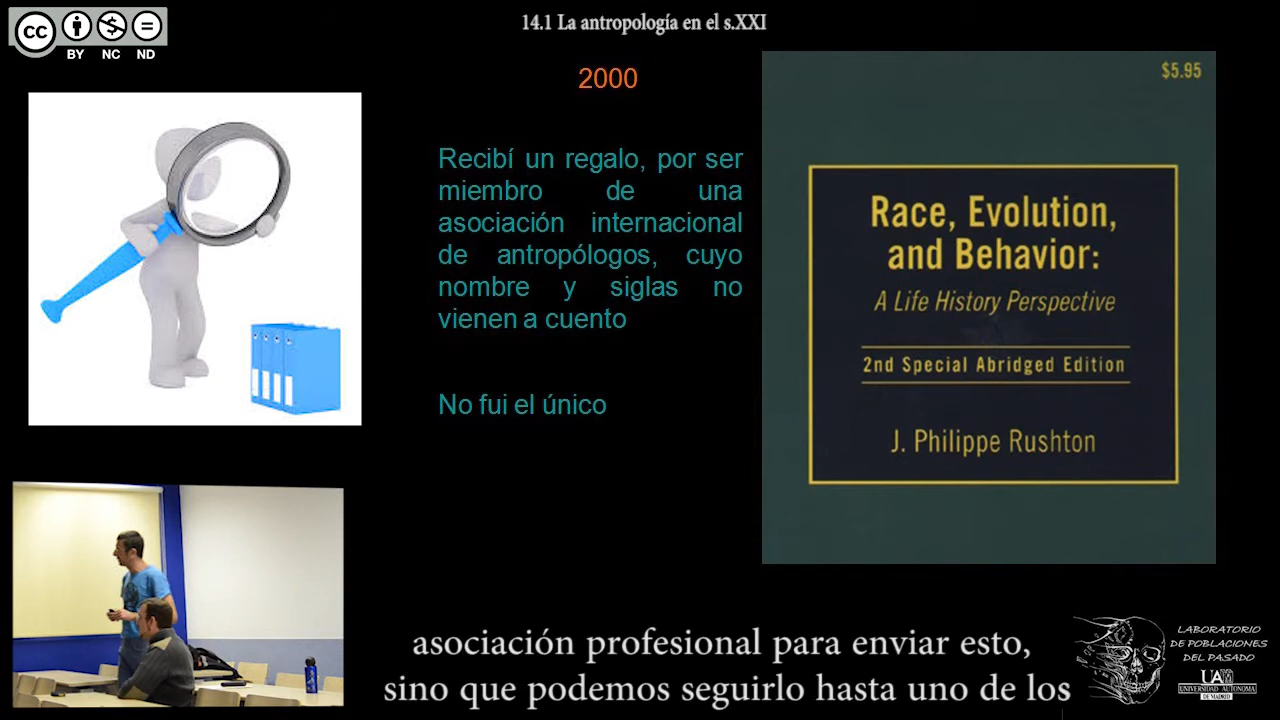 BY NC ND
14.1 La antropología en el s.XXI
2000
Recibí un regalo, por ser
miembro de una
asociación internacional
de antropólogos, cuyo
nombre y siglas no
vienen a cuento
No fui el único
$5.95
Race, Evolution,
and Behavior:
A Life History Perspective
2nd Special Abridged Edition
J. Philippe Rushton
asociación profesional para enviar esto,
sino que podemos seguirlo hasta uno de los
LABORATORIO
DE POBLACIONES
DEL PASADO
UAM
UNIVERSIDAD AUTONOMA
DE MADRID